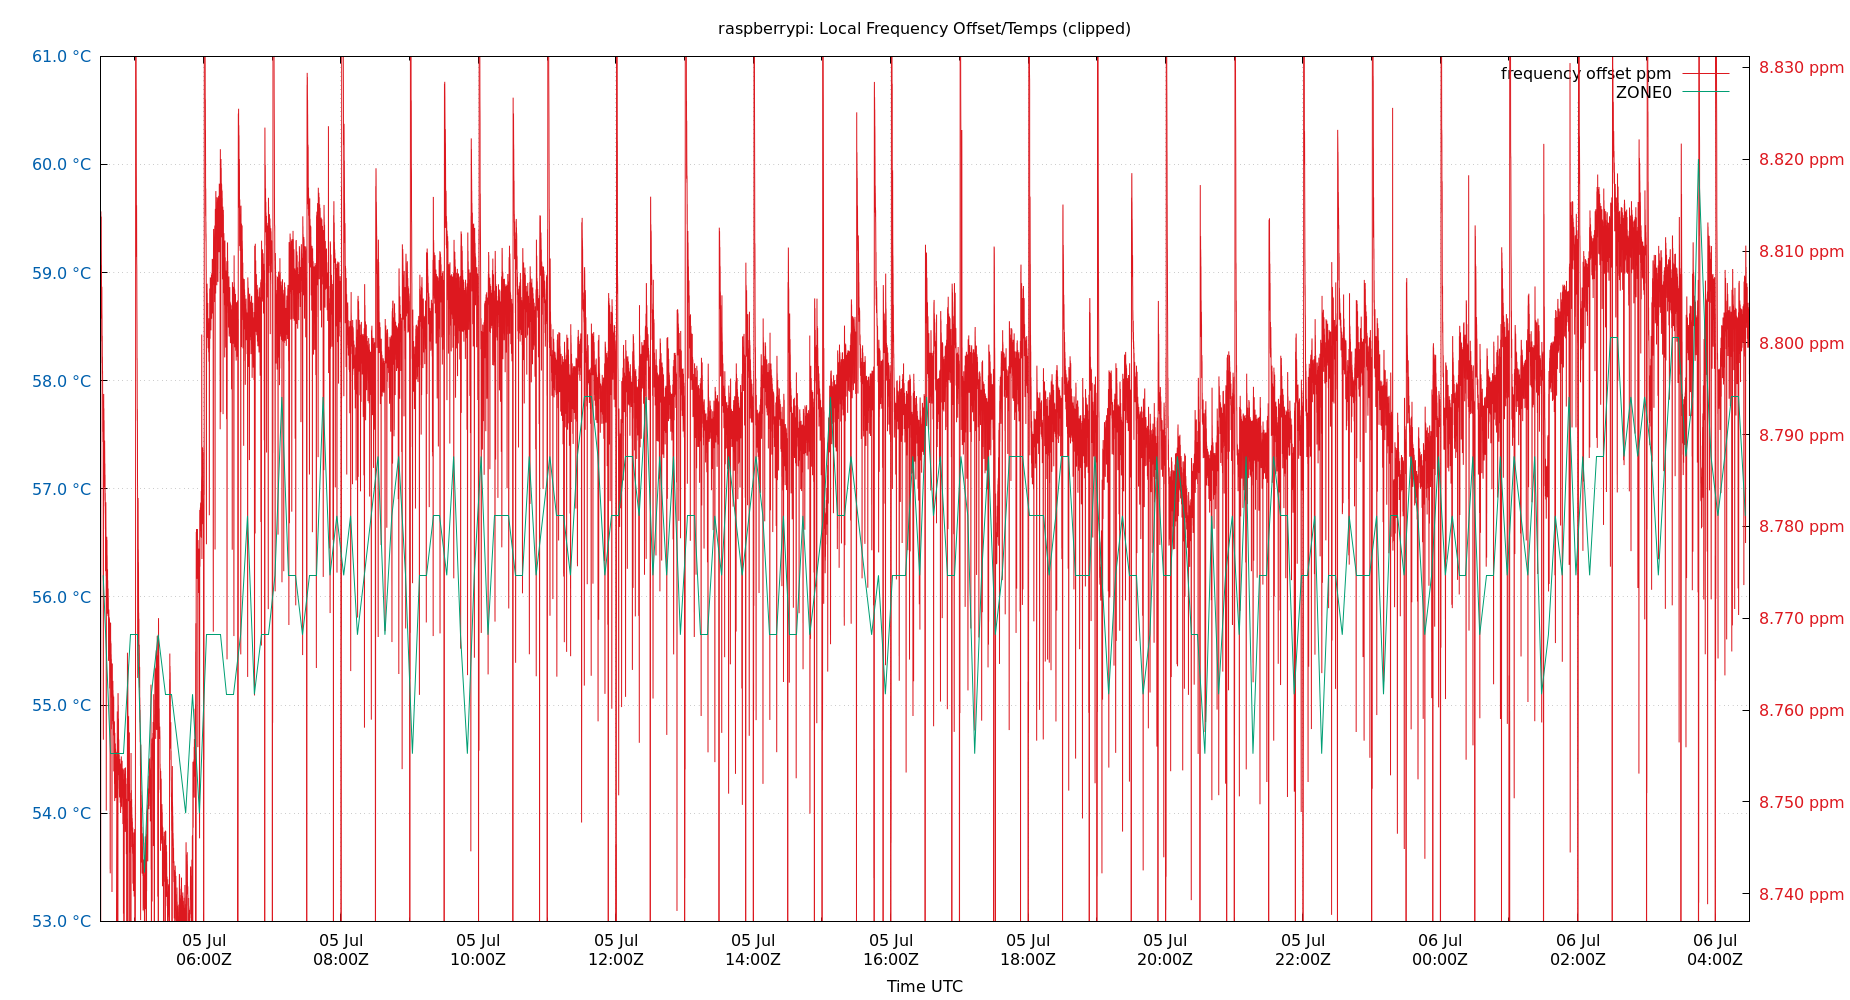 raspberrypi: Local Frequency Offset/Temps (clipped)
61.0 °C
60.0 °C
59.0 °C
58.0 °C
57.0 °C
56.0 °C
55.0 °C
54.0 °C
53.0 °C
frequency offset ppm
ZONE0
8.830 ppm
8.820 ppm
8.810 ppm
8.800 ppm
8.790 ppm
8.780 ppm
8.770 ppm
8.760 ppm
8.750 ppm
8.740 ppm
05 Jul 05 Jul 05 Jul 05 Jul 05 Jul 05 Jul 05 Jul 05 Jul 05 Jul 06 Jul 06 Jul 06 Jul
06:00Z 08:00Z 10:00Z 12:00Z 14:00Z 16:00Z 18:00Z 20:00Z 22:00Z 00:00Z 02:00Z 04:00Z
Time UTC